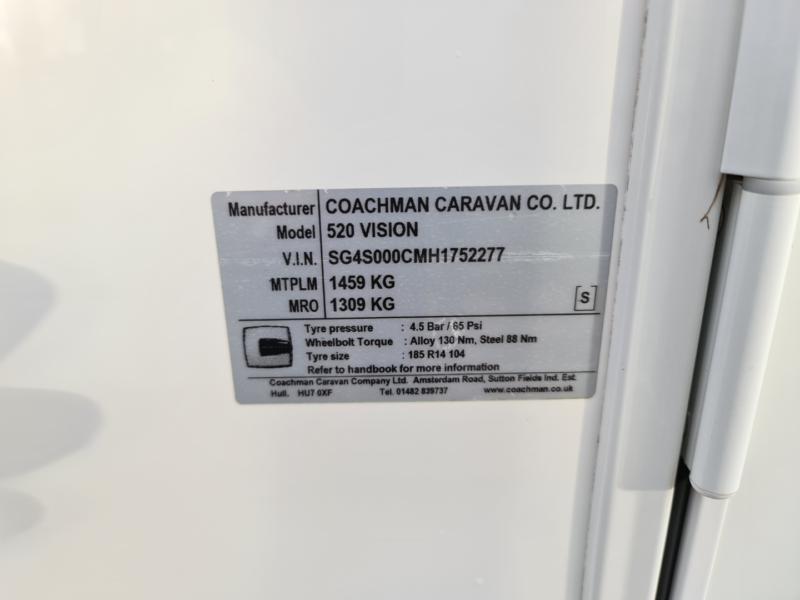 Manufacturer COACHMAN CARAVAN CO. LTD.
Model 520 VISION
V.I.N. SG4S000CMH1752277
MTPLM 1459 KG
MRO 1309 KG
S
Tyre pressure : 4.5 Bar / 65 Psi
Wheelbolt Torque : Alloy 130 Nm, Steel 88 Nm
Tyre size : 185 R14 104
Refer to handbook for more information
Coachman Caravan Company Ltd. Amsterdam Road, Sutton Fields Ind. Est.
Hull. HU7 0XF Tel. 01482 839737 www.coachman.co.uk